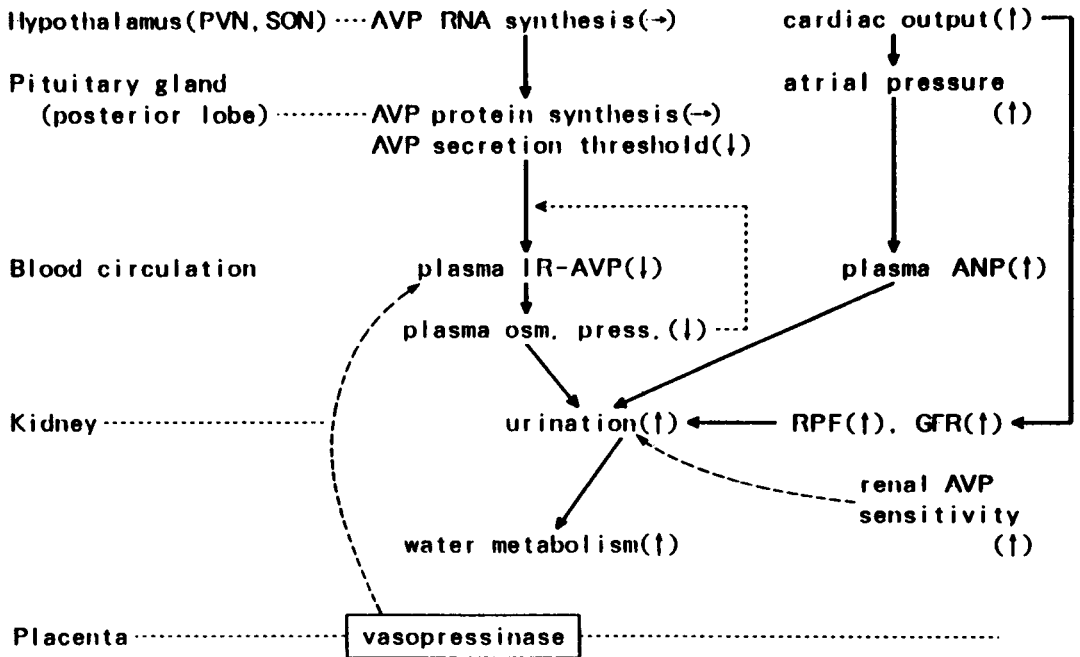 Hypothalamus(PVN, SON) AVP RNA synthesis(→) cardiac output(↑)
Pituitary gland atrial pressure
(posterior lobe) AVP protein synthesis(→) (↑)
AVP secretion threshold(↓)
Blood circulation plasma IR-AVP(↓) plasma ANP(↑)
plasma osm. press.(↓)
Kidney urination(↑) RPF(↑), GFR(↑)
renal AVP
sensitivity
water metabolism(↑) (↑)
Placenta vasopressinase